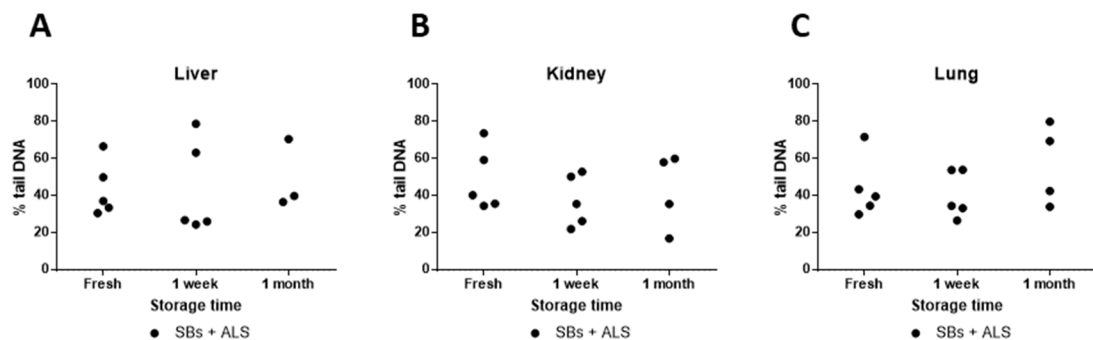 A
Liver
100
80
60
40
20
0
% tail DNA
Fresh 1 week 1 month
Storage time
SBs + ALS
B
Kidney
100
80
60
40
20
0
% tail DNA
Fresh 1 week 1 month
Storage time
SBs + ALS
C
Lung
100
80
60
40
20
0
% tail DNA
Fresh 1 week 1 month
Storage time
SBs + ALS